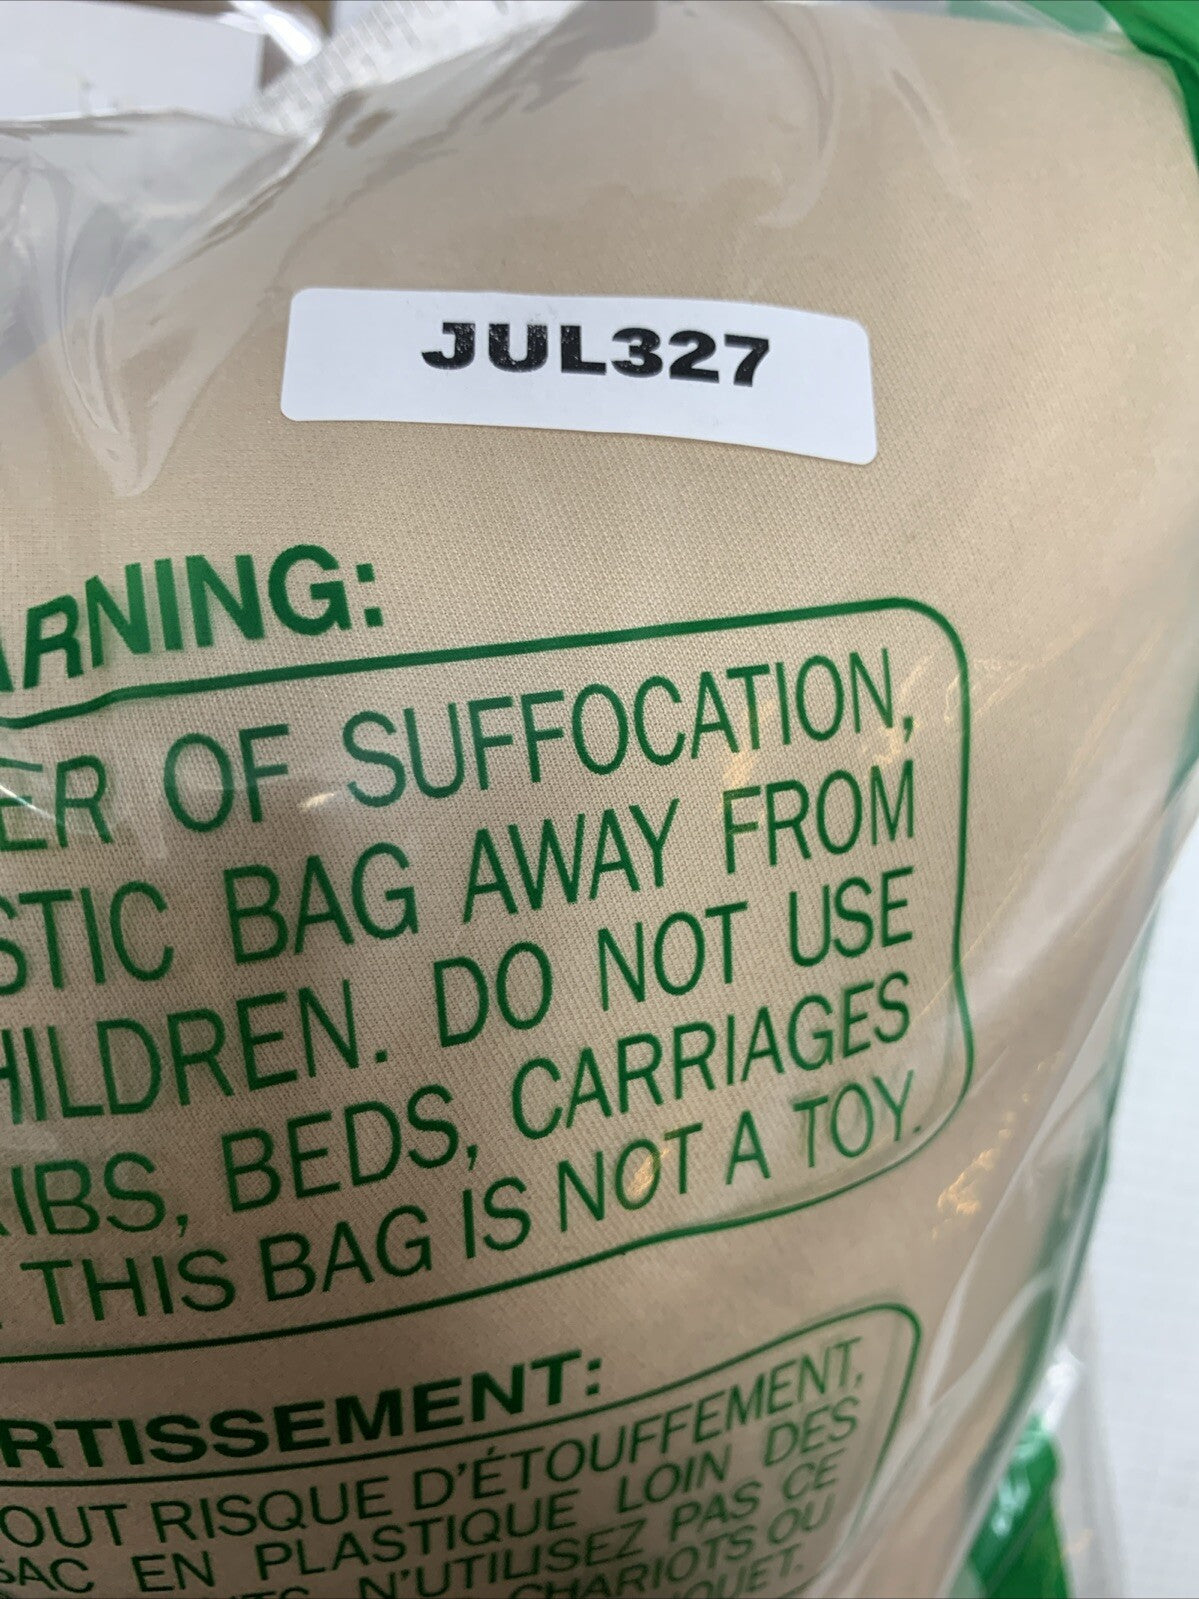 JUL327
ARNING:
ER OF SUFFOCATION,
STIC BAG AWAY FROM
HILDREN. DO NOT USE
RIBS, BEDS, CARRIAGES
. THIS BAG IS NOT A TOY.
RTISSEMENT:
OUT RISQUE D'ÉTOUFFEMENT,
SAC EN PLASTIQUE LOIN DES
N'UTILISEZ PAS CE
CHARIOTS OU